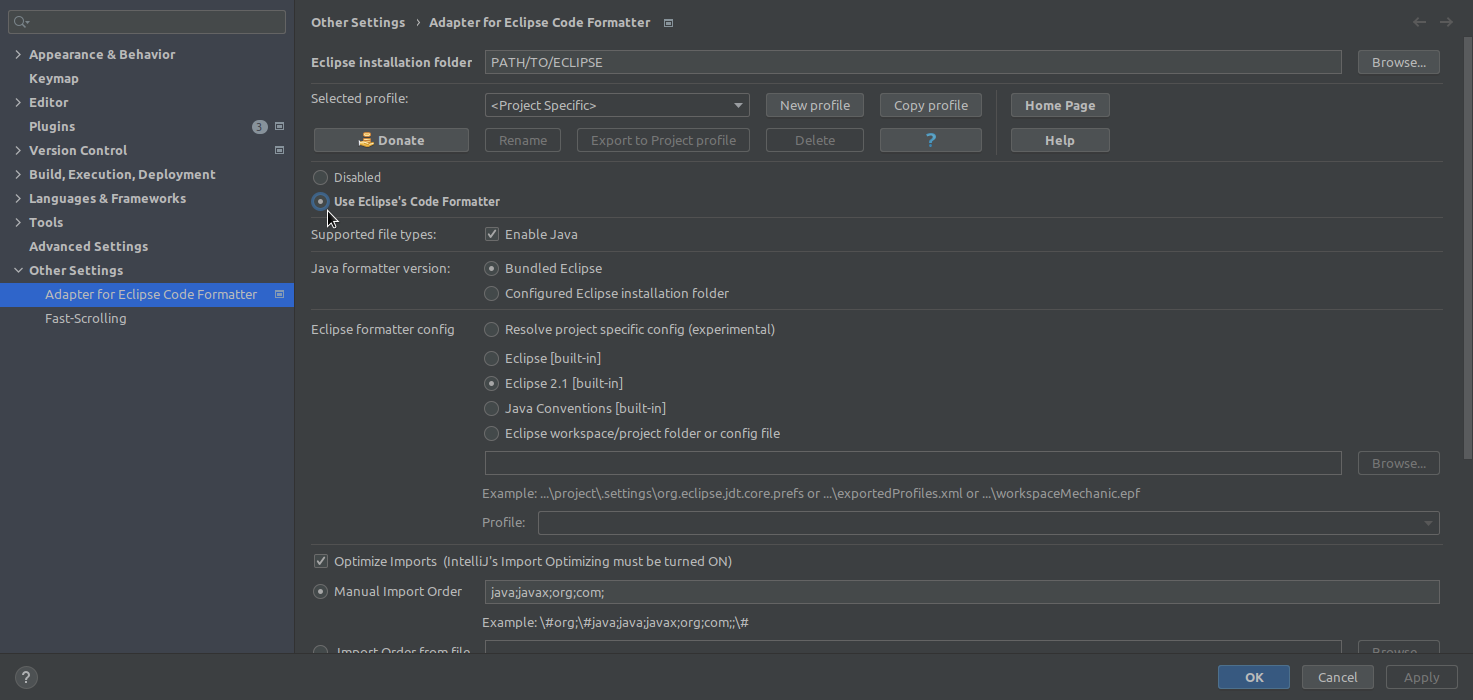 Other Settings › Adapter for Eclipse Code Formatter
Appearance & Behavior
Keymap
Editor
Plugins 3
Version Control
Build, Execution, Deployment
Languages & Frameworks
Tools
Advanced Settings
Other Settings
Adapter for Eclipse Code Formatter
Fast-Scrolling
Eclipse installation folder PATH/TO/ECLIPSE Browse...
Selected profile: <Project Specific> New profile Copy profile Home Page
Donate Rename Export to Project profile Delete ? Help
Disabled
Use Eclipse's Code Formatter
Supported file types: Enable Java
Java formatter version: Bundled Eclipse
Configured Eclipse installation folder
Eclipse formatter config Resolve project specific config (experimental)
Eclipse [built-in]
Eclipse 2.1 [built-in]
Java Conventions [built-in]
Eclipse workspace/project folder or config file
Browse...
Example: ...\project\.settings\org.eclipse.jdt.core.prefs or ...\exportedProfiles.xml or ...\workspaceMechanic.epf
Profile:
Optimize Imports (IntelliJ's Import Optimizing must be turned ON)
Manual Import Order java;javax;org;com;
Example: \#org;\#java;java;javax;org;com;;\#
Import Order from file Browse...
? OK Cancel Apply